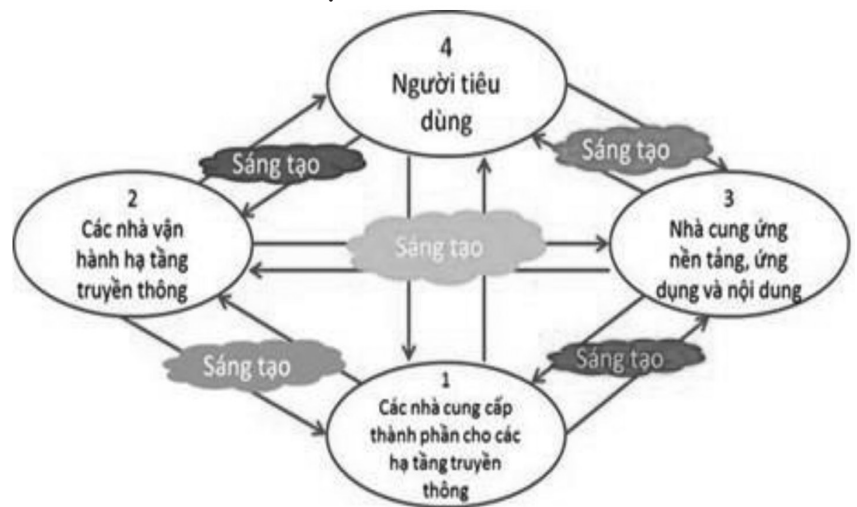 4
Người tiêu
dùng
Sáng tạo
Sáng tạo
2
Các nhà vận
hành hạ tầng
truyền thông
Sáng tạo
3
Nhà cung ứng
nền tảng, ứng
dụng và nội dung
Sáng tạo
Sáng tạo
1
Các nhà cung cấp
thành phần cho các
hạ tầng truyền
thông